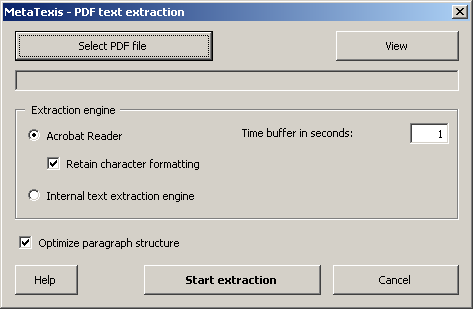 MetaTexis - PDF text extraction
Select PDF file
View
Extraction engine
Acrobat Reader
Time buffer in seconds:
1
Retain character formatting
Internal text extraction engine
Optimize paragraph structure
Help
Start extraction
Cancel